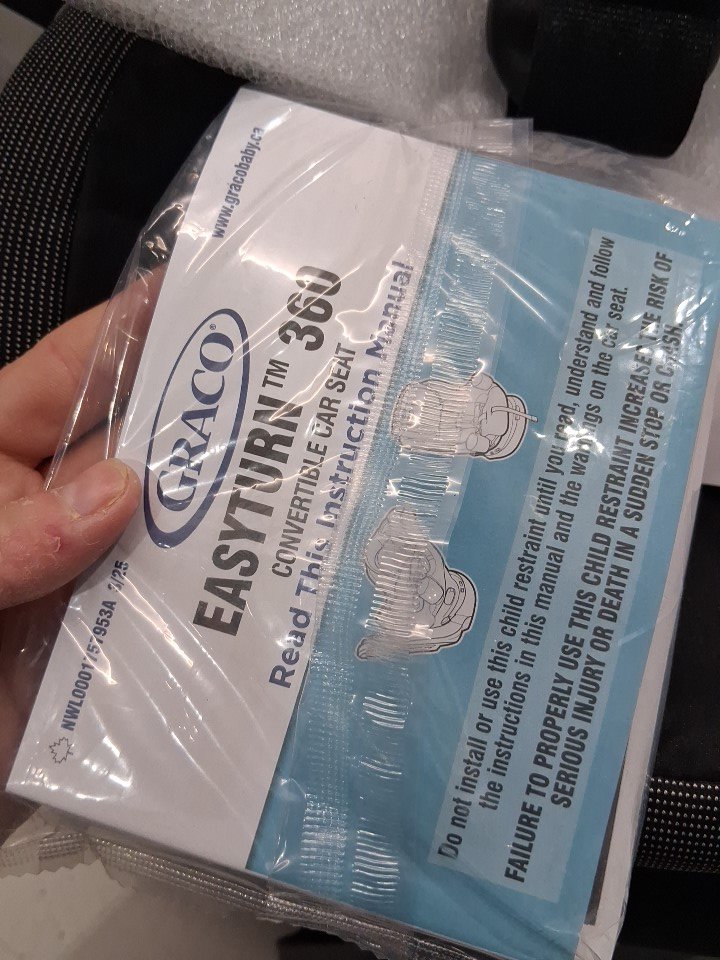 www.gracobaby.ca
GRACO®
EASYTURN™ 360
CONVERTIBLE CAR SEAT
Read This Instruction Manual
Do not install or use this child restraint until you read, understand and follow
the instructions in this manual and the warnings on the car seat.
FAILURE TO PROPERLY USE THIS CHILD RESTRAINT INCREASES THE RISK OF
SERIOUS INJURY OR DEATH IN A SUDDEN STOP OR CRASH.